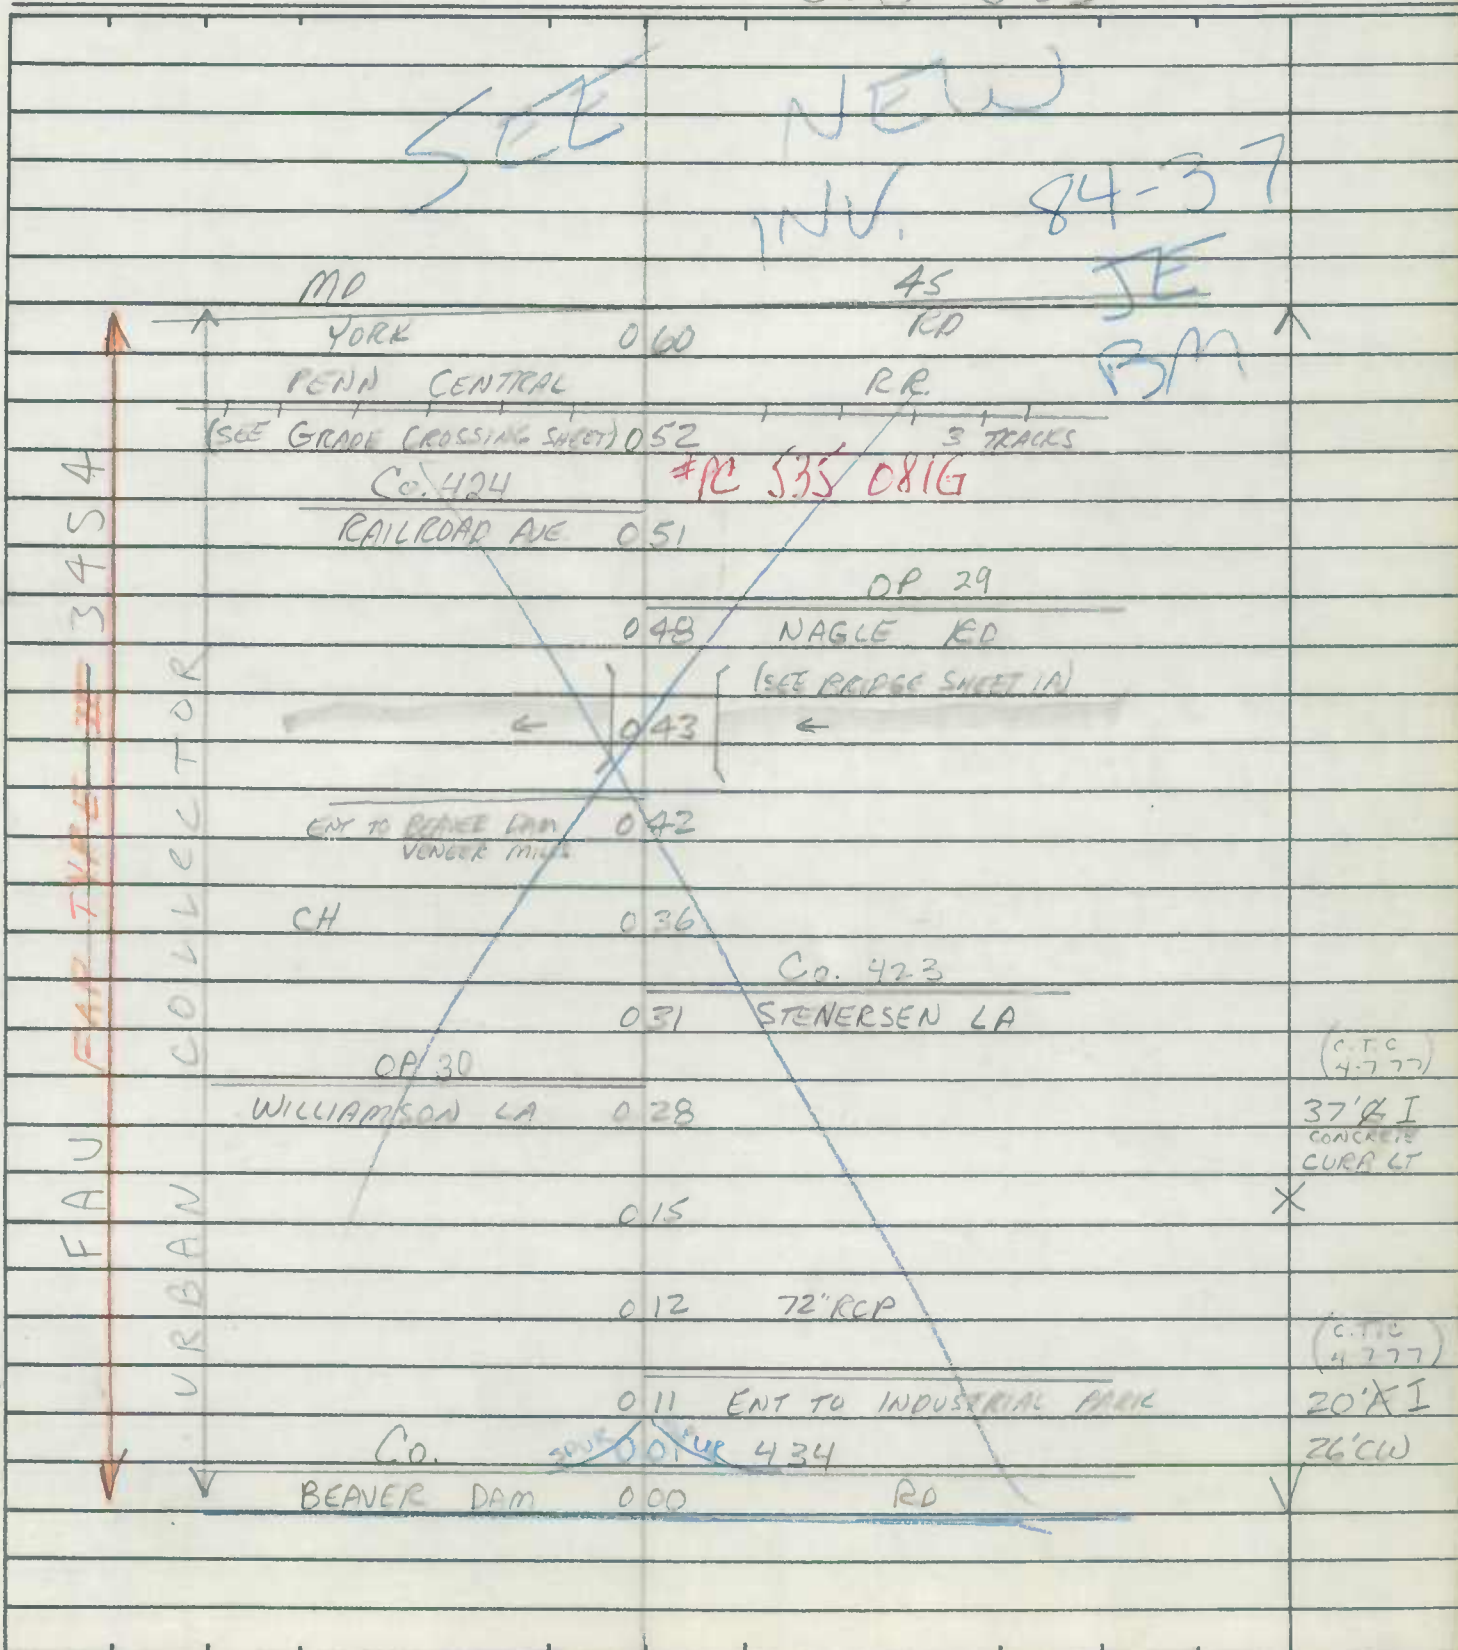 SEE NEW
INV. 84-37
JE
MD 45
YORK 0 60 RD
BM
PENN CENTRAL R.R.
(SEE GRADE CROSSING SHEET) 0 52 3 TRACKS
Co. 424 #PC 535 081G
RAILROAD AVE 0 51
OP 29
0 48 NAGLE RD
(SEE BRIDGE SHEET 1A)
← 0 43 ←
ENT TO BEAVER DAM 0 42
VENEER MILLS
CH 0 36
Co. 423
0 31 STENERSEN LA
OP 30
WILLIAMSON LA 0 28
0 15
0 12 72" RCP
0 11 ENT TO INDUSTRIAL PARK
Co. SPUR 0 01 SPUR 434
BEAVER DAM 0 00 RD
FAU FAP TYPE II 3454
URBAN COLLECTOR
(C.T.C
4-7-77)
37' G I
CONCRETE
CURB LT
X
(C.T.C
4-7-77)
20' I
26' CW